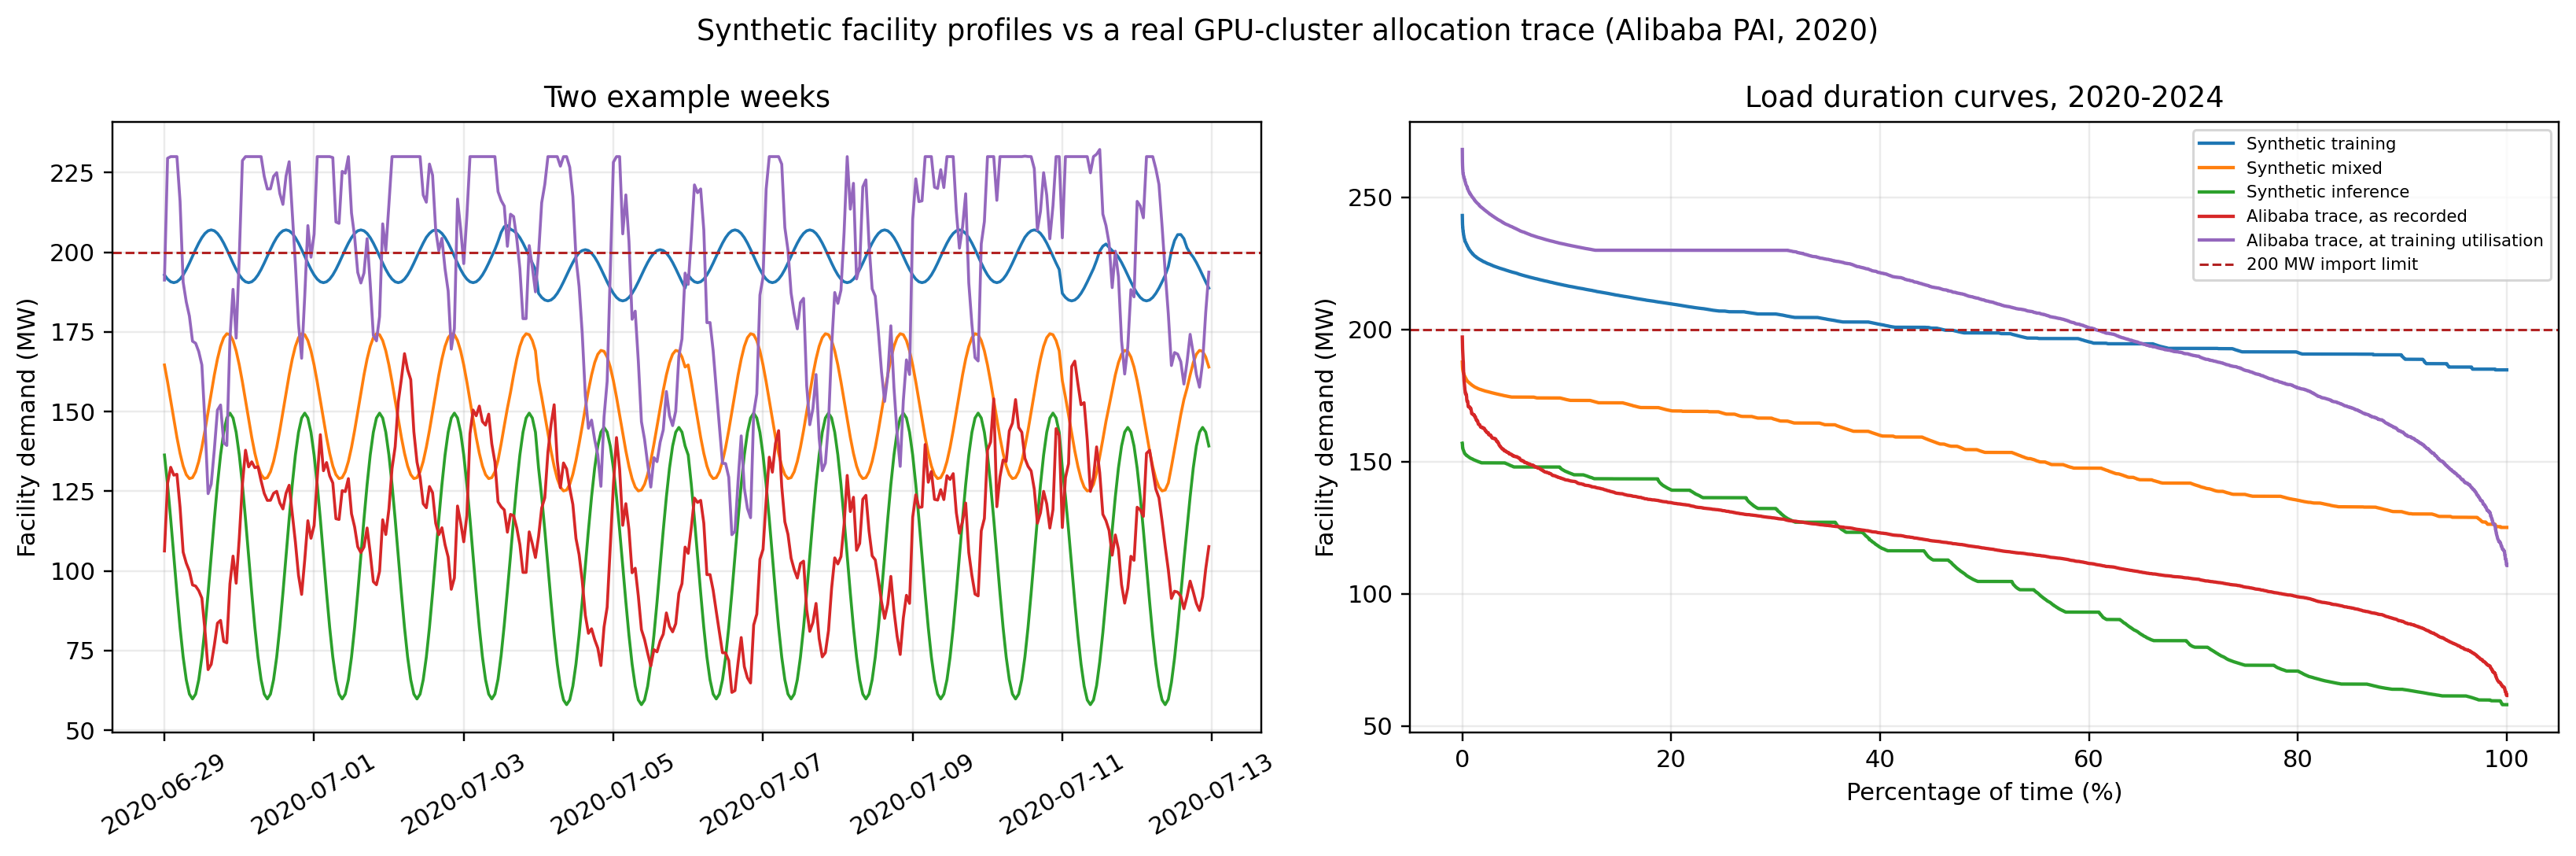 Synthetic facility profiles vs a real GPU-cluster allocation trace (Alibaba PAI, 2020)
Two example weeks
Facility demand (MW)
225
200
175
150
125
100
75
50
2020-06-29
2020-07-01
2020-07-03
2020-07-05
2020-07-07
2020-07-09
2020-07-11
2020-07-13
Load duration curves, 2020-2024
Facility demand (MW)
250
200
150
100
50
0
20
40
60
80
100
Percentage of time (%)
Synthetic training
Synthetic mixed
Synthetic inference
Alibaba trace, as recorded
Alibaba trace, at training utilisation
200 MW import limit